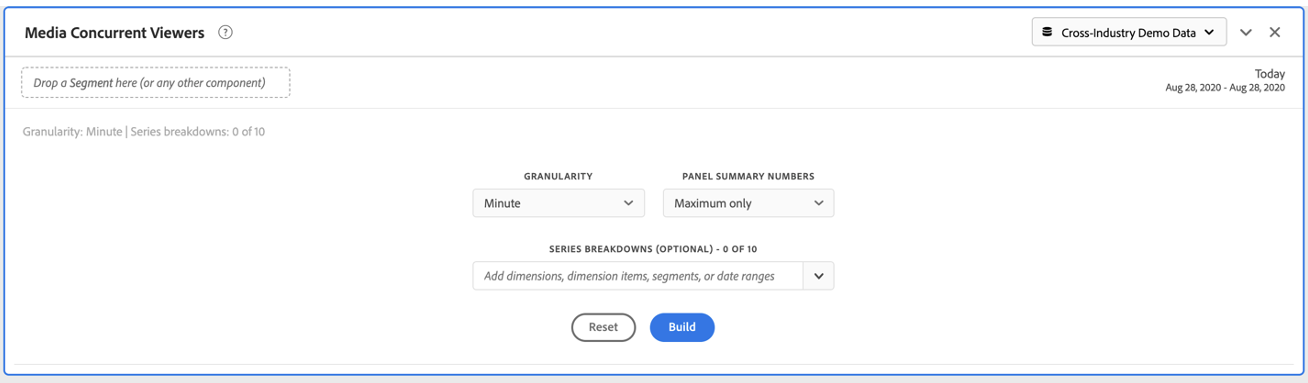 Media Concurrent Viewers ?
Cross-Industry Demo Data
Drop a Segment here (or any other component)
Today
Aug 28, 2020 - Aug 28, 2020
Granularity: Minute | Series breakdowns: 0 of 10
GRANULARITY
PANEL SUMMARY NUMBERS
Minute
Maximum only
SERIES BREAKDOWNS (OPTIONAL) - 0 OF 10
Add dimensions, dimension items, segments, or date ranges
Reset
Build